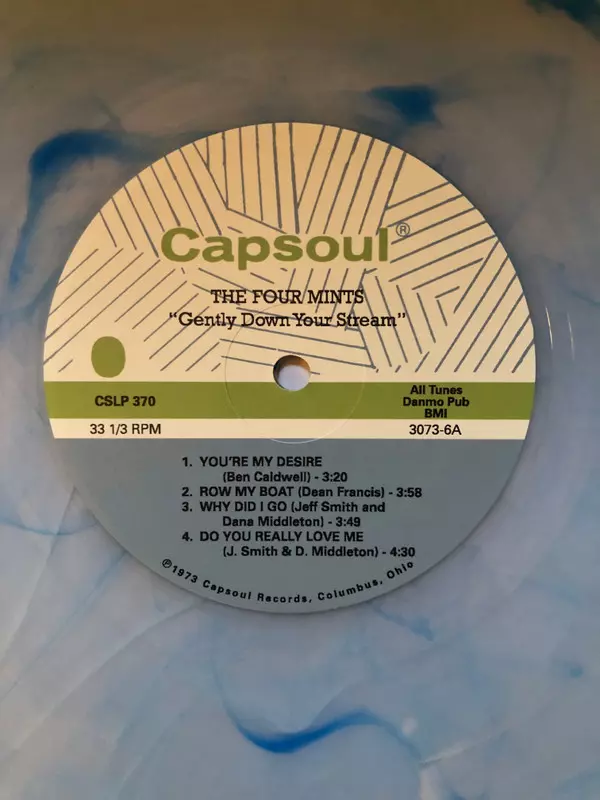 Capsoul®
THE FOUR MINTS
"Gently Down Your Stream"
CSLP 370
33 1/3 RPM
All Tunes
Danmo Pub
BMI
3073-6A
1. YOU'RE MY DESIRE
(Ben Caldwell) - 3:20
2. ROW MY BOAT (Dean Francis) - 3:58
3. WHY DID I GO (Jeff Smith and
Dana Middleton) - 3:49
4. DO YOU REALLY LOVE ME
(J. Smith & D. Middleton) - 4:30
℗1973 Capsoul Records, Columbus, Ohio